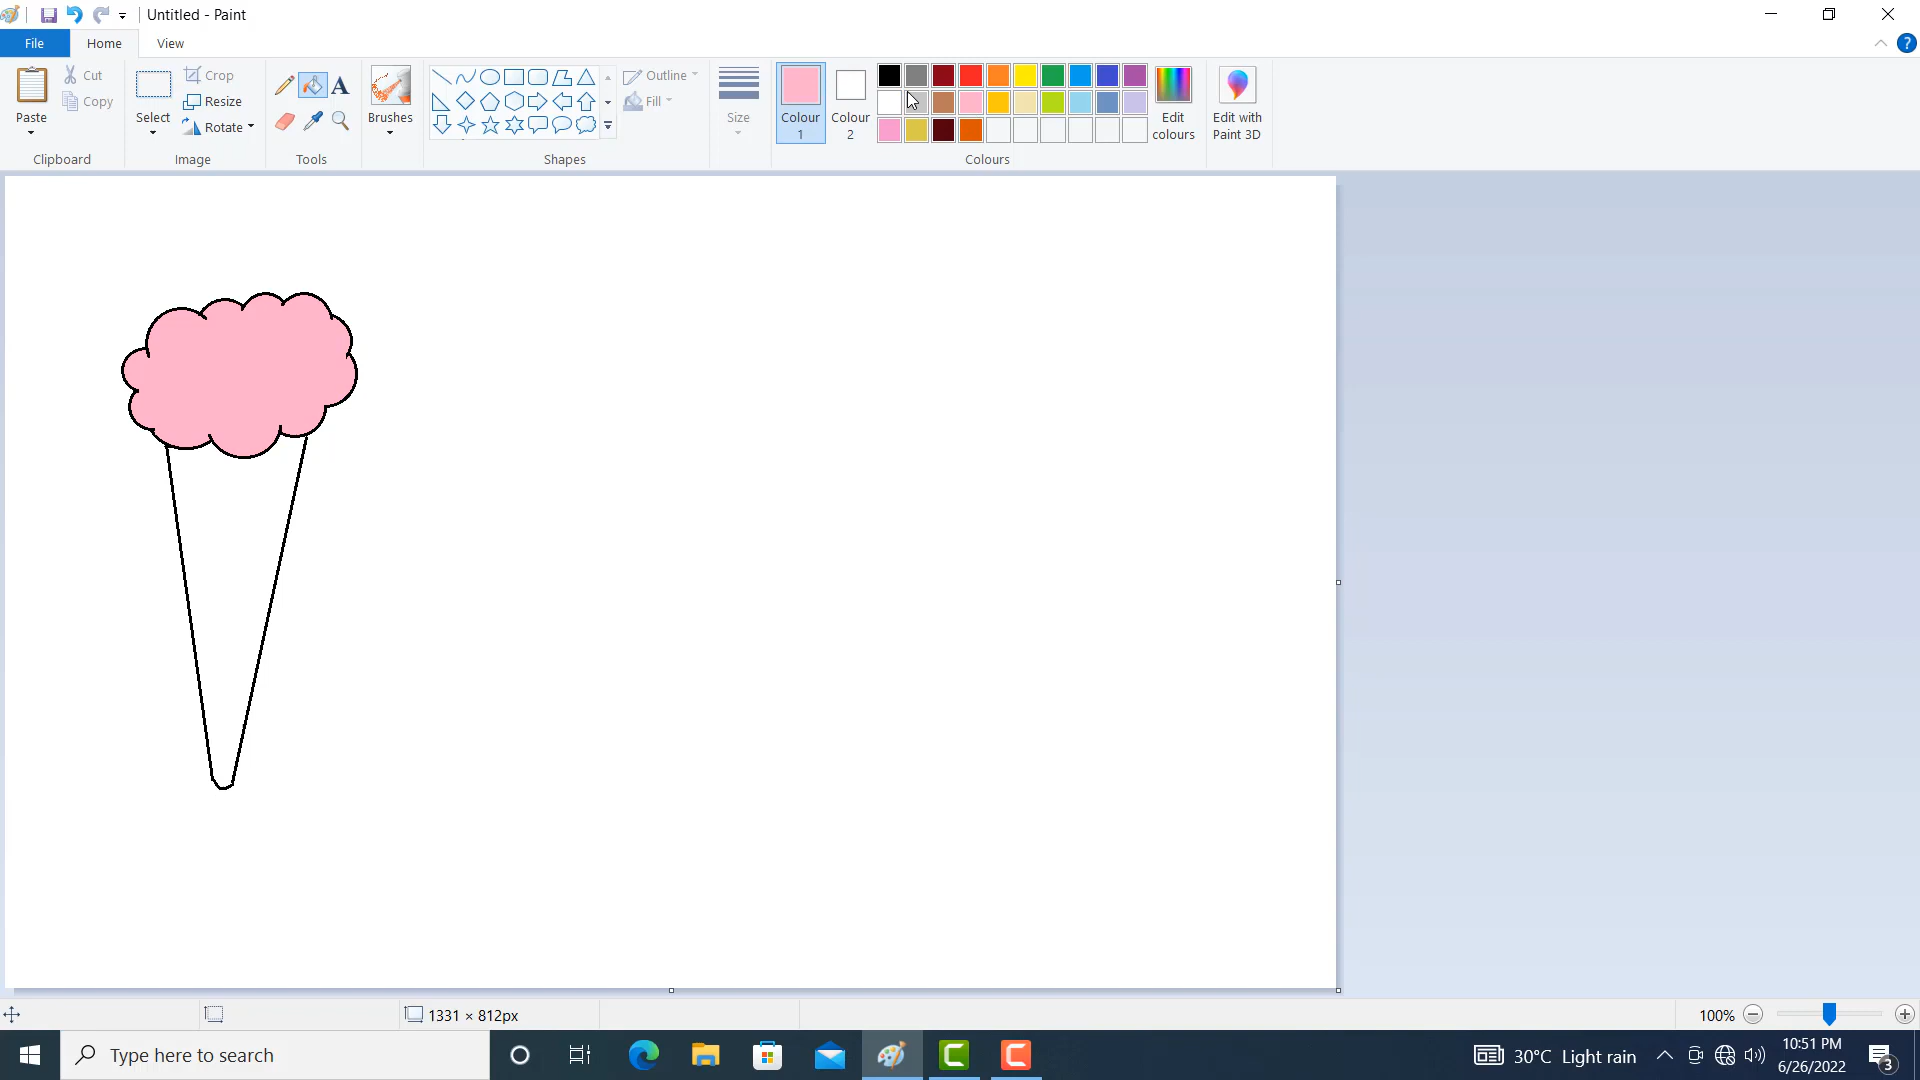 Untitled - Paint
File
Home
View
?
Paste
Cut
Copy
Clipboard
Select
Crop
Resize
Rotate
Image
A
Tools
Brushes
Shapes
Outline
Fill
Size
Colour
1
Colour
2
Edit
colours
Edit with
Paint 3D
Colours
1331 × 812px
100%
Type here to search
30°C Light rain
10:51 PM
6/26/2022
3